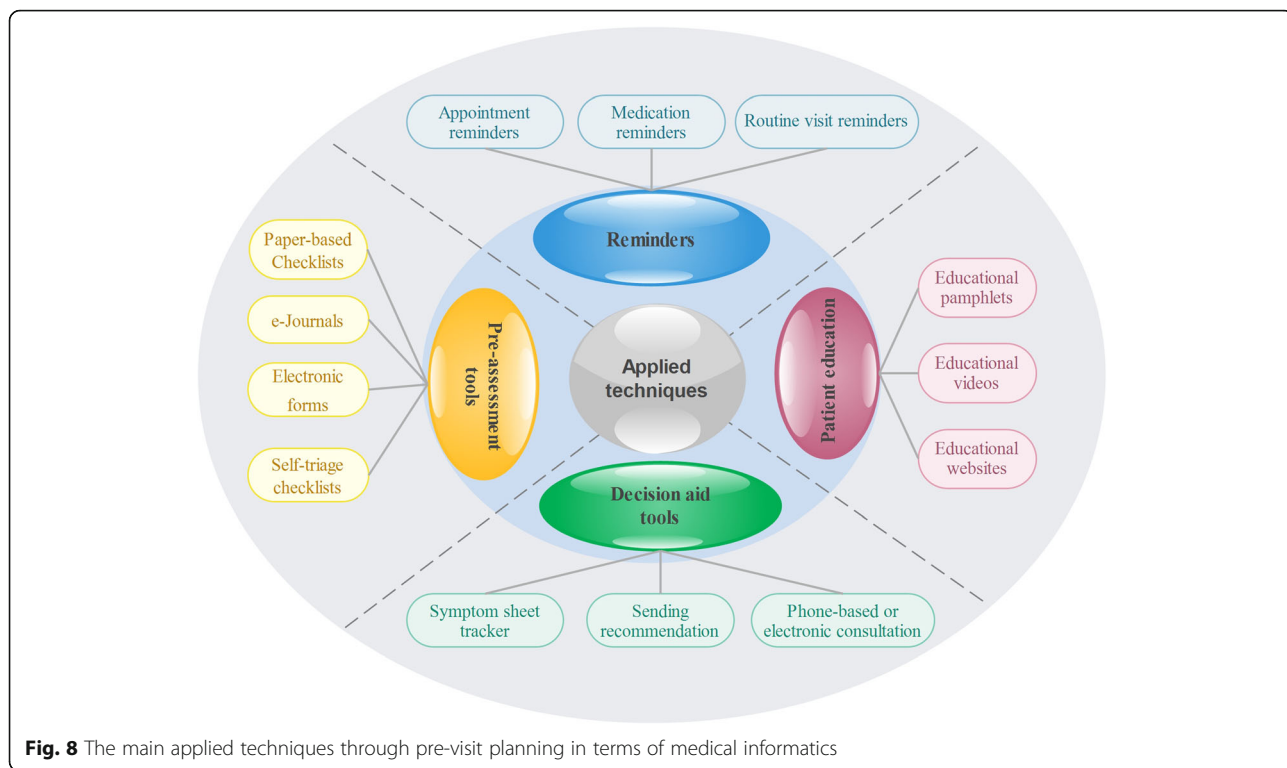 Appointment
reminders
Medication
reminders
Routine visit reminders
Reminders
Paper-based
Checklists
e-Journals
Electronic
forms
Self-triage
checklists
Pre-assessment
tools
Applied
techniques
Patient education
Educational
pamphlets
Educational
videos
Educational
websites
Decision aid
tools
Symptom sheet
tracker
Sending
recommendation
Phone-based or
electronic consultation
Fig. 8 The main applied techniques through pre-visit planning in terms of medical informatics